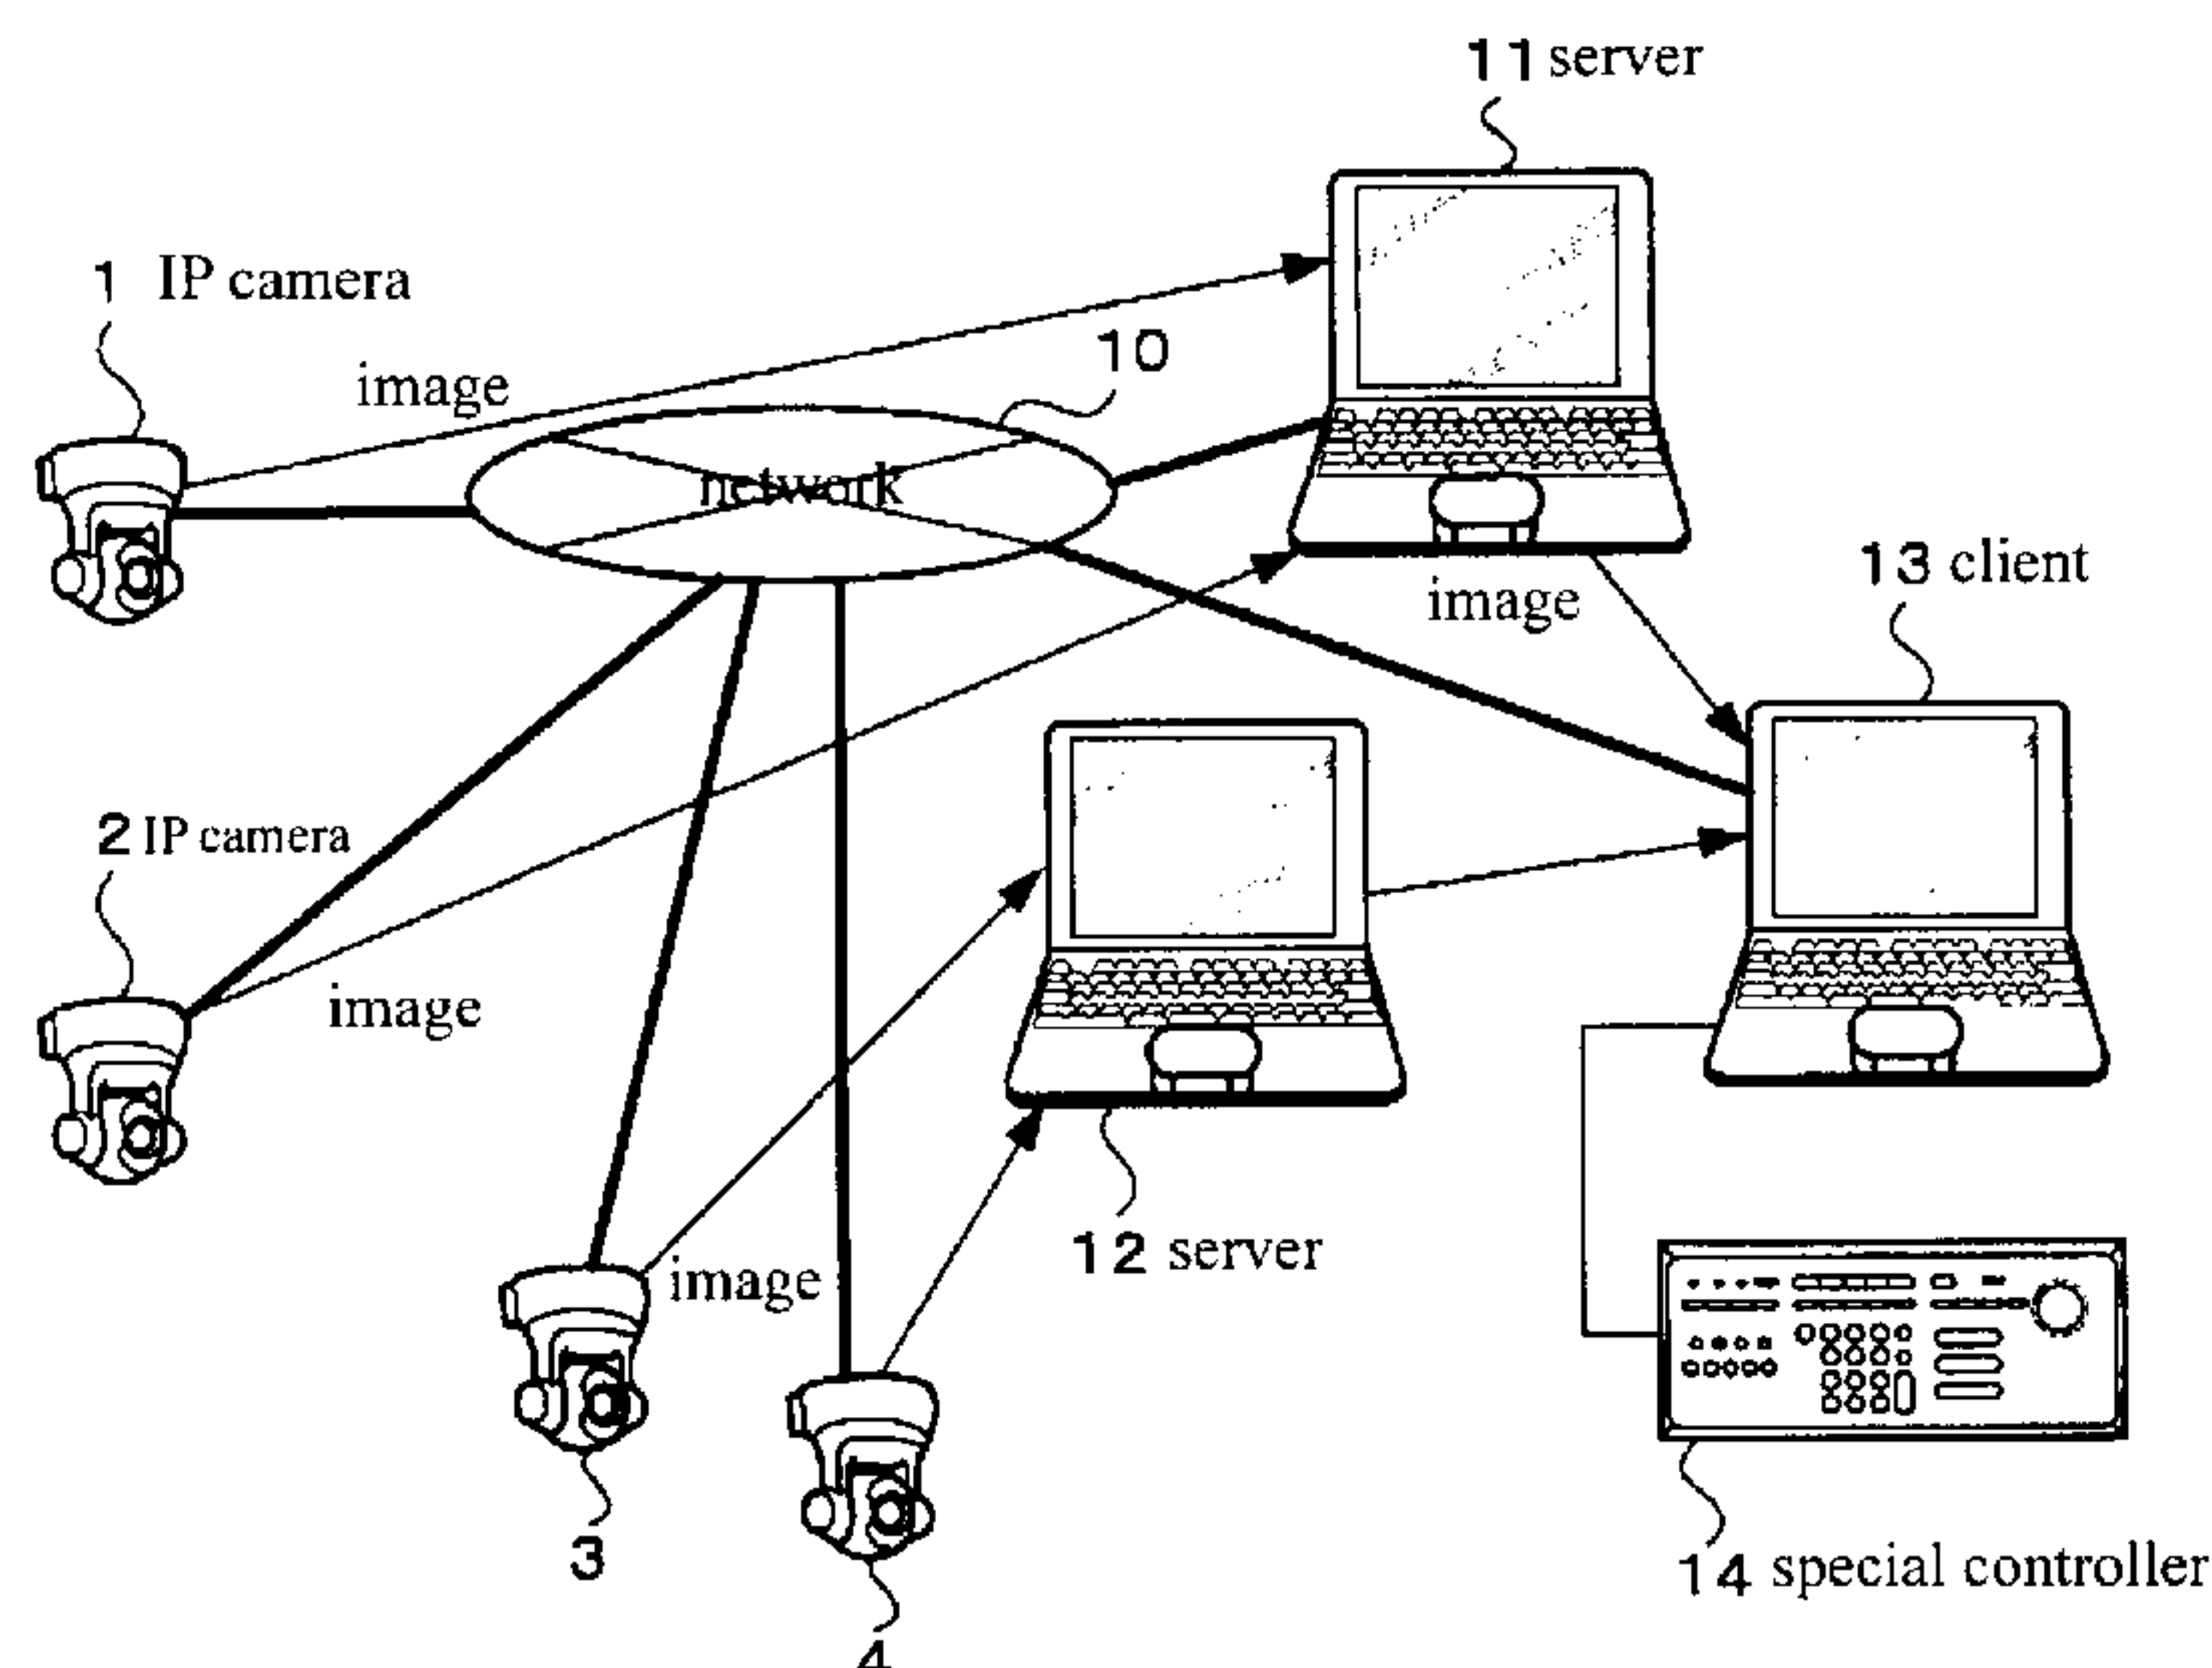 11 server
1 IP camera
10
image
network
13 client
image
2 IP camera
image
12 server
image
3
14 special controller
4